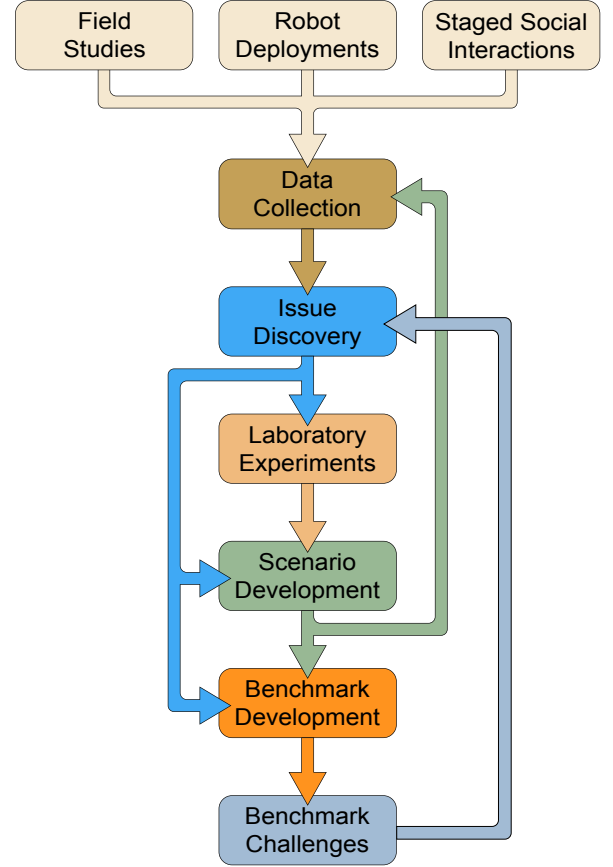 Field
Studies
Robot
Deployments
Staged Social
Interactions
Data
Collection
Issue
Discovery
Laboratory
Experiments
Scenario
Development
Benchmark
Development
Benchmark
Challenges